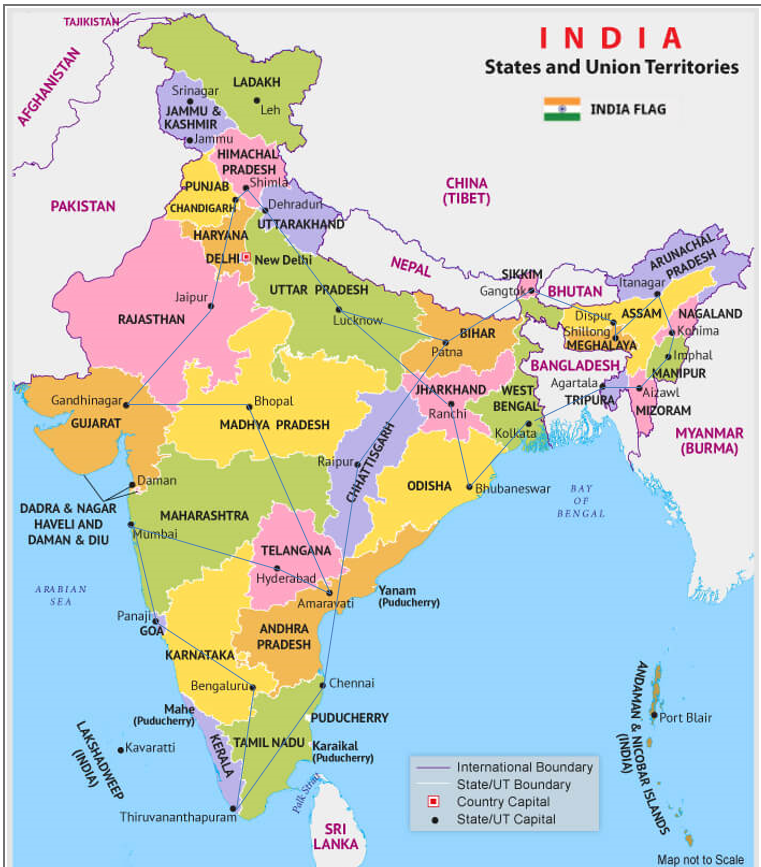 TAJIKISTAN
INDIA
States and Union Territories
INDIA FLAG
AFGHANISTAN
LADAKH
Srinagar
Leh
JAMMU &
KASHMIR
Jammu
HIMACHAL
PRADESH
Shimla
PUNJAB
CHANDIGARH
Dehradun
UTTARAKHAND
PAKISTAN
CHINA
(TIBET)
HARYANA
DELHI
New Delhi
NEPAL
UTTAR PRADESH
Lucknow
Jaipur
RAJASTHAN
SIKKIM
Gangtok
BHUTAN
ARUNACHAL
PRADESH
Itanagar
Dispur
ASSAM
Shillong
MEGHALAYA
NAGALAND
Kohima
Imphal
MANIPUR
BIHAR
Patna
BANGLADESH
Agartala
TRIPURA
Aizawl
MIZORAM
MYANMAR
(BURMA)
JHARKHAND
Ranchi
WEST
BENGAL
Kolkata
Gandhinagar
GUJARAT
Bhopal
MADHYA PRADESH
Raipur
CHHATTISGARH
ODISHA
Bhubaneswar
BAY
OF
BENGAL
Daman
DADRA & NAGAR
HAVELI AND
DAMAN & DIU
MAHARASHTRA
Mumbai
TELANGANA
Hyderabad
Amaravati
Yanam
(Puducherry)
ARABIAN
SEA
Panaji
GOA
KARNATAKA
ANDHRA
PRADESH
Bengaluru
Chennai
Mahe
(Puducherry)
PUDUCHERRY
KERALA
TAMIL NADU
Karaikal
(Puducherry)
LAKSHADWEEP
(INDIA)
Kavaratti
Thiruvananthapuram
Palk Strait
SRI
LANKA
ANDAMAN & NICOBAR ISLANDS
(INDIA)
Port Blair
International Boundary
State/UT Boundary
Country Capital
State/UT Capital
Map not to Scale